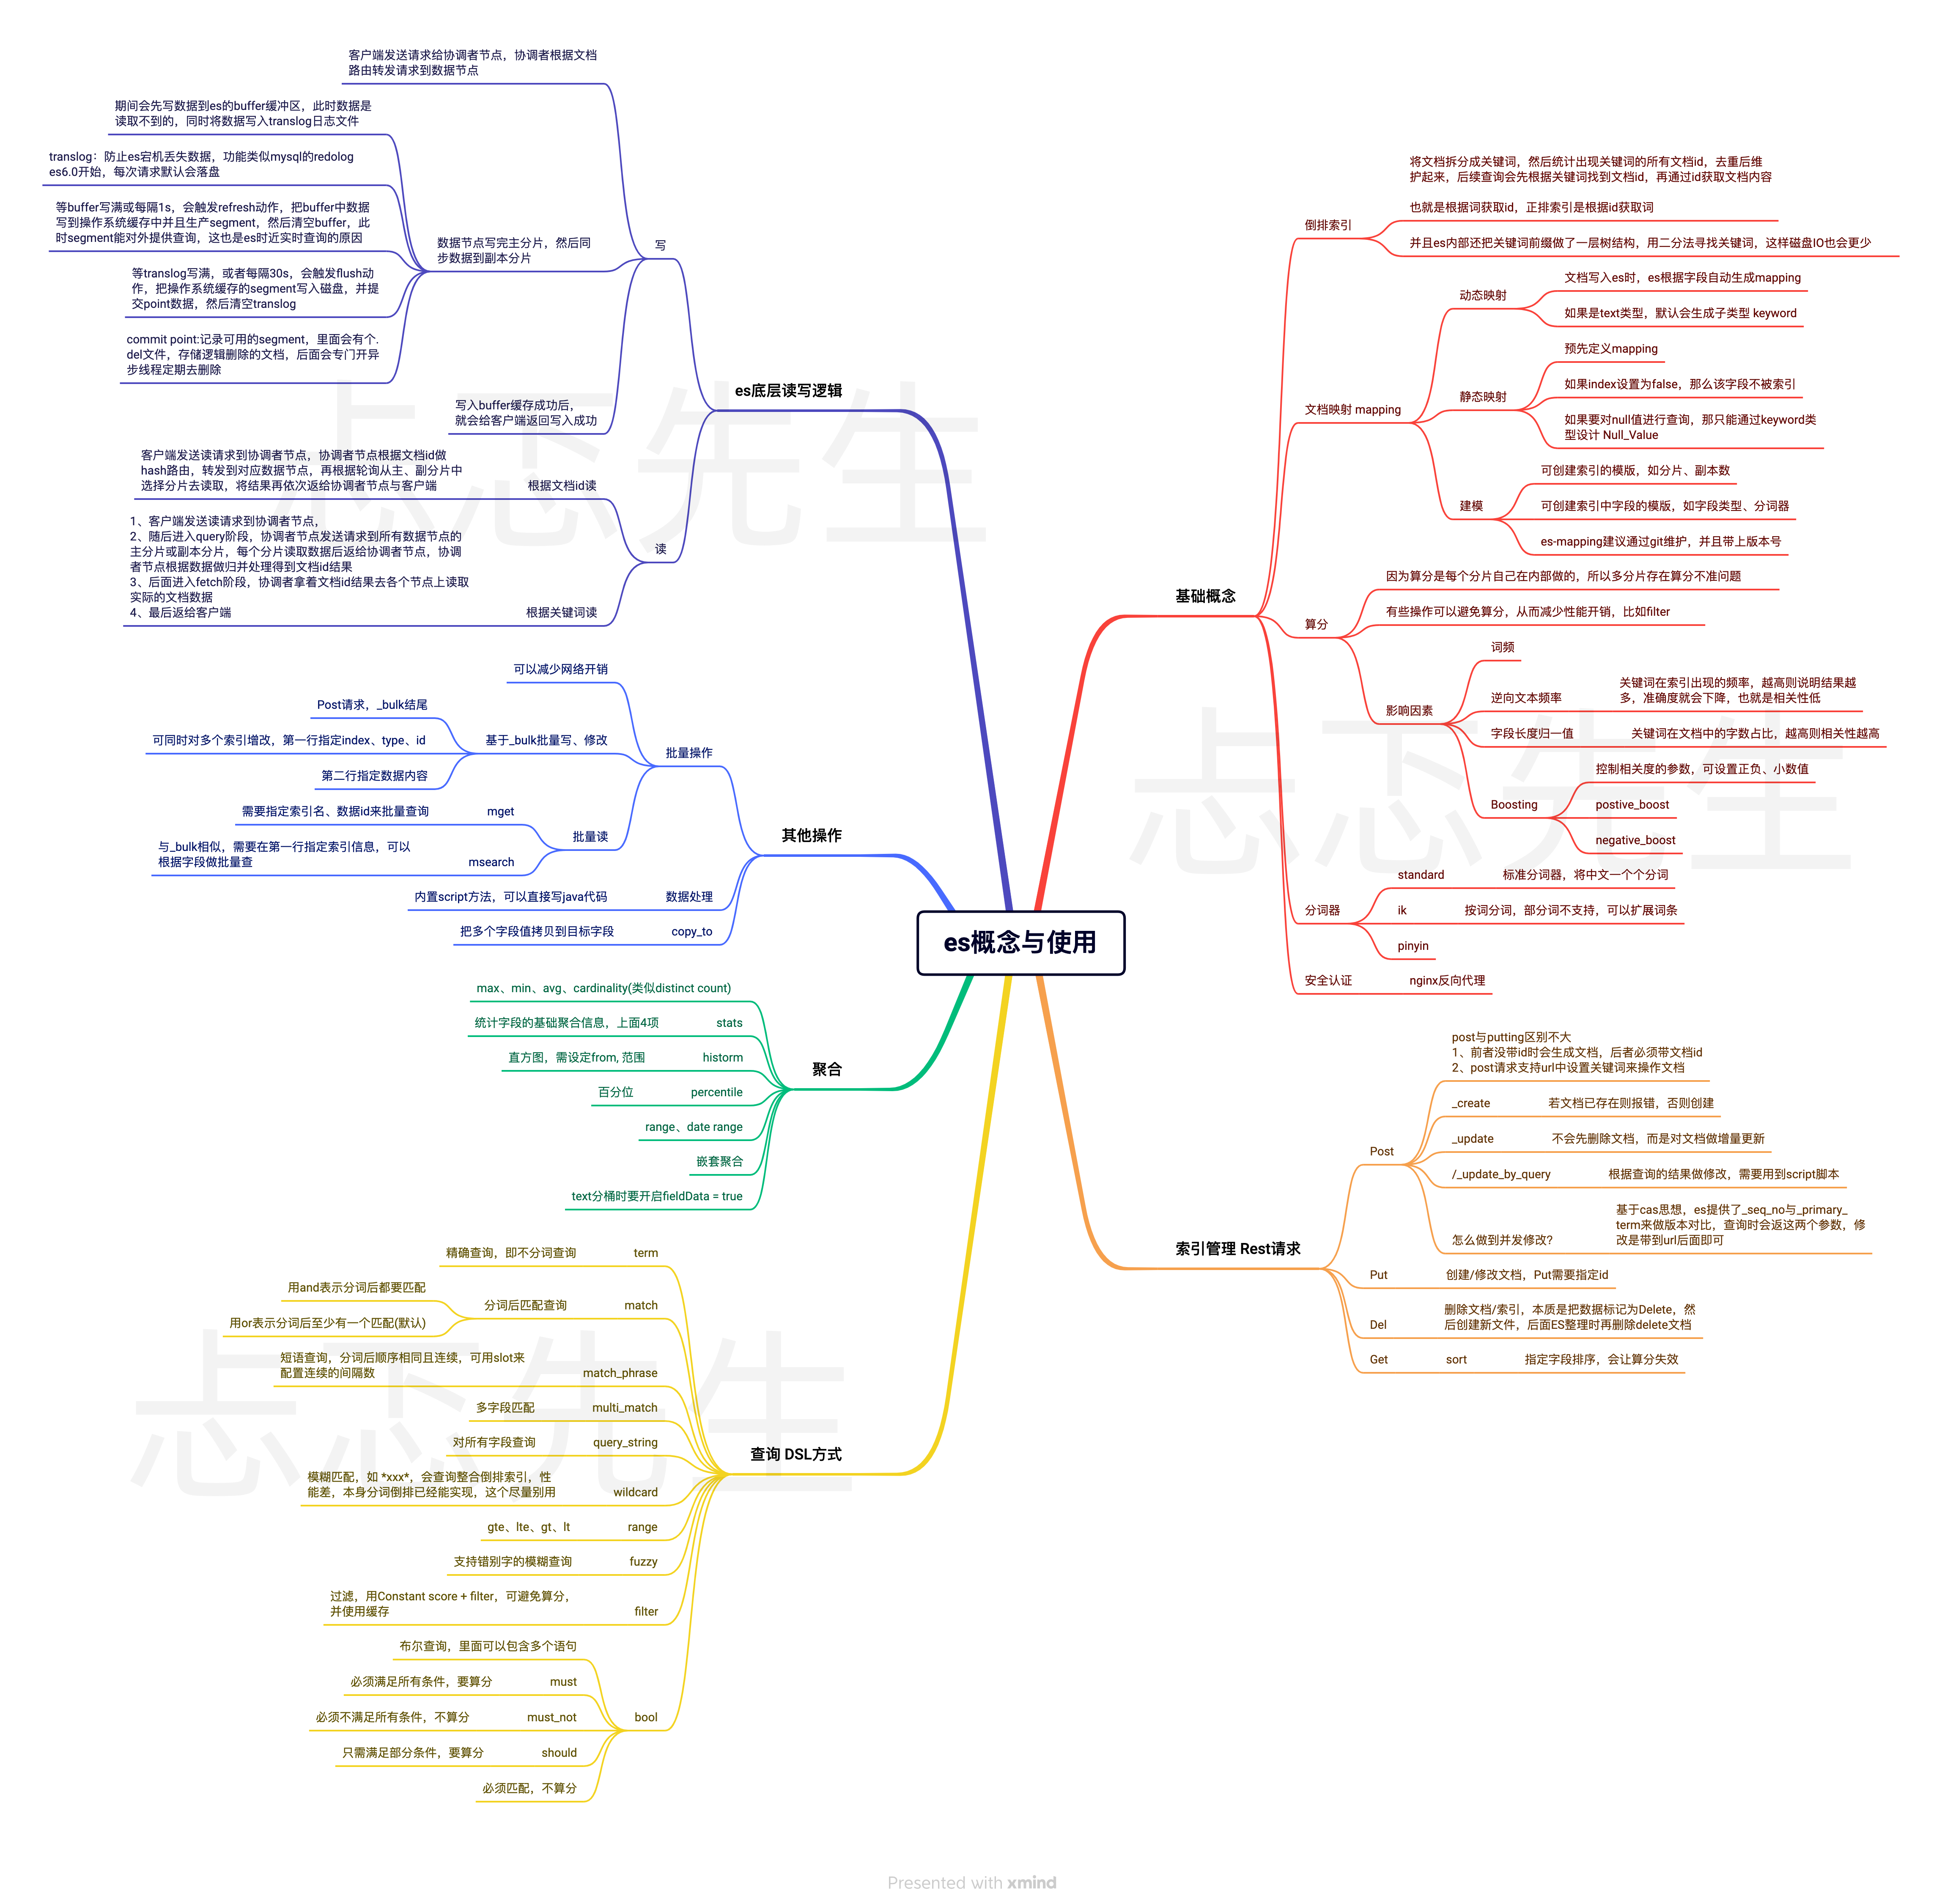 es概念与使用
基础概念
倒排索引
将文档拆分成关键词，然后统计出现关键词的所有文档id，去重后维
护起来，后续查询会先根据关键词找到文档id，再通过id获取文档内容
也就是根据词获取id，正排索引是根据id获取词
并且es内部还把关键词前缀做了一层树结构，用二分法寻找关键词，这样磁盘IO也会更少
文档映射 mapping
动态映射
文档写入es时，es根据字段自动生成mapping
如果是text类型，默认会生成子类型 keyword
静态映射
预先定义mapping
如果index设置为false，那么该字段不被索引
如果要对null值进行查询，那只能通过keyword类
型设计 Null_Value
建模
可创建索引的模版，如分片、副本数
可创建索引中字段的模版，如字段类型、分词器
es-mapping建议通过git维护，并且带上版本号
算分
因为算分是每个分片自己在内部做的，所以多分片存在算分不准问题
有些操作可以避免算分，从而减少性能开销，比如filter
影响因素
词频
逆向文本频率
关键词在索引出现的频率，越高则说明结果越
多，准确度就会下降，也就是相关性低
字段长度归一值
关键词在文档中的字数占比，越高则相关性越高
Boosting
控制相关度的参数，可设置正负、小数值
postive_boost
negative_boost
分词器
standard
标准分词器，将中文一个个分词
ik
按词分词，部分词不支持，可以扩展词条
pinyin
安全认证
nginx反向代理
索引管理 Rest请求
Post
post与putting区别不大
1、前者没带id时会生成文档，后者必须带文档id
2、post请求支持url中设置关键词来操作文档
_create
若文档已存在则报错，否则创建
_update
不会先删除文档，而是对文档做增量更新
/_update_by_query
根据查询的结果做修改，需要用到script脚本
怎么做到并发修改?
基于cas思想，es提供了_seq_no与_primary_
term来做版本对比，查询时会返这两个参数，修
改是带到url后面即可
Put
创建/修改文档，Put需要指定id
Del
删除文档/索引，本质是把数据标记为Delete，然
后创建新文件，后面ES整理时再删除delete文档
Get
sort
指定字段排序，会让算分失效
es底层读写逻辑
写
客户端发送请求给协调者节点，协调者根据文档
路由转发请求到数据节点
数据节点写完主分片，然后同
步数据到副本分片
期间会先写数据到es的buffer缓冲区，此时数据是
读取不到的，同时将数据写入translog日志文件
translog：防止es宕机丢失数据，功能类似mysql的redolog
es6.0开始，每次请求默认会落盘
等buffer写满或每隔1s，会触发refresh动作，把buffer中数据
写到操作系统缓存中并且生产segment，然后清空buffer，此
时segment能对外提供查询，这也是es时近实时查询的原因
等translog写满，或者每隔30s，会触发flush动
作，把操作系统缓存的segment写入磁盘，并提
交point数据，然后清空translog
commit point:记录可用的segment，里面会有个.
del文件，存储逻辑删除的文档，后面会专门开异
步线程定期去删除
写入buffer缓存成功后，
就会给客户端返回写入成功
读
根据文档id读
客户端发送读请求到协调者节点，协调者节点根据文档id做
hash路由，转发到对应数据节点，再根据轮询从主、副分片中
选择分片去读取，将结果再依次返给协调者节点与客户端
根据关键词读
1、客户端发送读请求到协调者节点，
2、随后进入query阶段，协调者节点发送请求到所有数据节点的
主分片或副本分片，每个分片读取数据后返给协调者节点，协调
者节点根据数据做归并处理得到文档id结果
3、后面进入fetch阶段，协调者拿着文档id结果去各个节点上读取
实际的文档数据
4、最后返给客户端
其他操作
批量操作
可以减少网络开销
基于_bulk批量写、修改
Post请求，_bulk结尾
可同时对多个索引增改，第一行指定index、type、id
第二行指定数据内容
批量读
mget
需要指定索引名、数据id来批量查询
msearch
与_bulk相似，需要在第一行指定索引信息，可以
根据字段做批量查
数据处理
内置script方法，可以直接写java代码
copy_to
把多个字段值拷贝到目标字段
聚合
max、min、avg、cardinality(类似distinct count)
stats
统计字段的基础聚合信息，上面4项
historm
直方图，需设定from, 范围
percentile
百分位
range、date range
嵌套聚合
text分桶时要开启fieldData = true
查询 DSL方式
term
精确查询，即不分词查询
match
分词后匹配查询
用and表示分词后都要匹配
用or表示分词后至少有一个匹配(默认)
match_phrase
短语查询，分词后顺序相同且连续，可用slot来
配置连续的间隔数
multi_match
多字段匹配
query_string
对所有字段查询
wildcard
模糊匹配，如 *xxx*，会查询整合倒排索引，性
能差，本身分词倒排已经能实现，这个尽量别用
range
gte、lte、gt、lt
fuzzy
支持错别字的模糊查询
filter
过滤，用Constant score + filter，可避免算分，
并使用缓存
bool
布尔查询，里面可以包含多个语句
must
必须满足所有条件，要算分
must_not
必须不满足所有条件，不算分
should
只需满足部分条件，要算分
必须匹配，不算分
忐忑先生
忐忑先生
忐忑先生
Presented with xmind